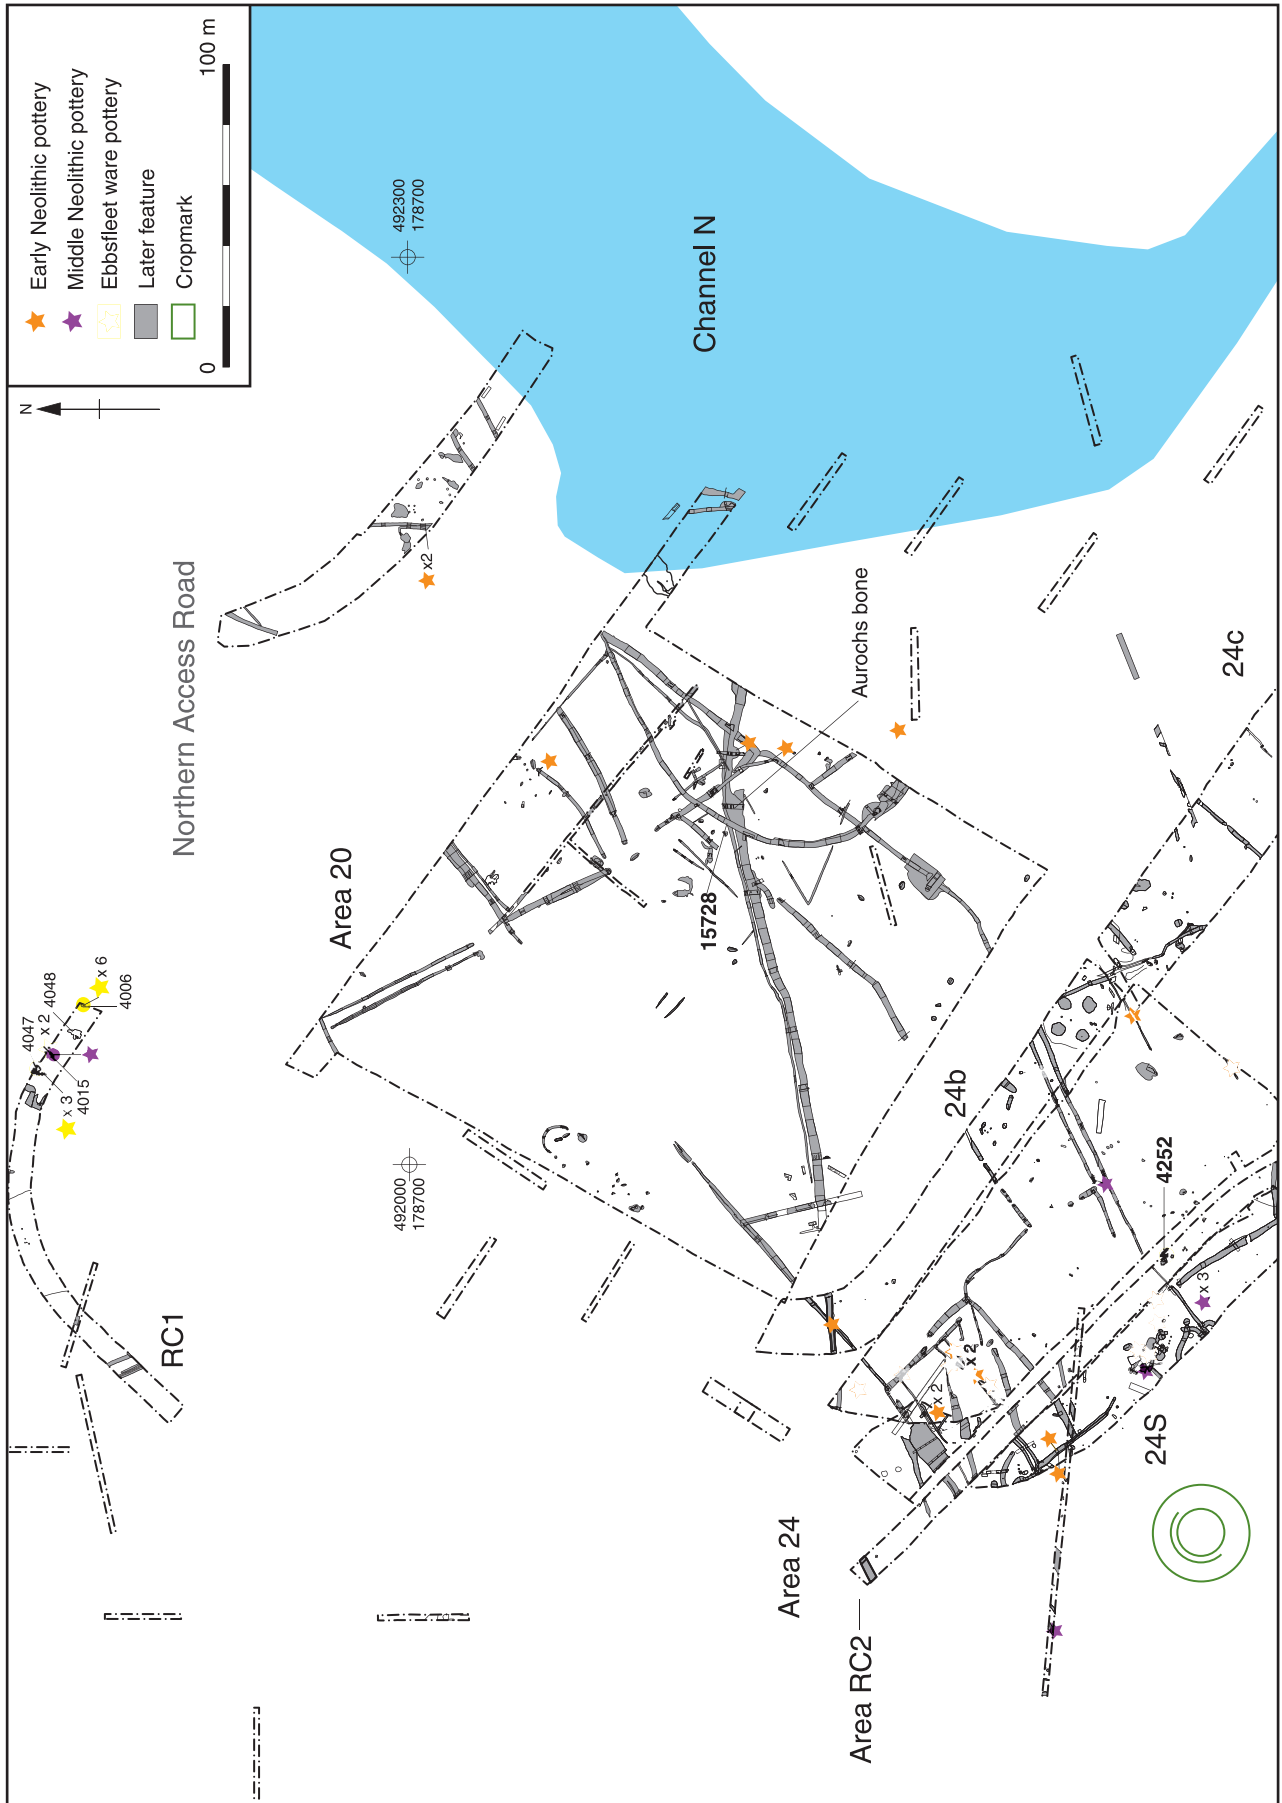 Early Neolithic pottery
Middle Neolithic pottery
Ebbsfleet ware pottery
Later feature
Cropmark
0
100 m
N
492300
178700
Channel N
Northern Access Road
x2
Area 20
Aurochs bone
15728
4047
x 2
4048
x 6
4006
x 3
4015
RC1
492000
178700
24c
24b
4252
x 3
x 2
x 2
24S
Area 24
Area RC2